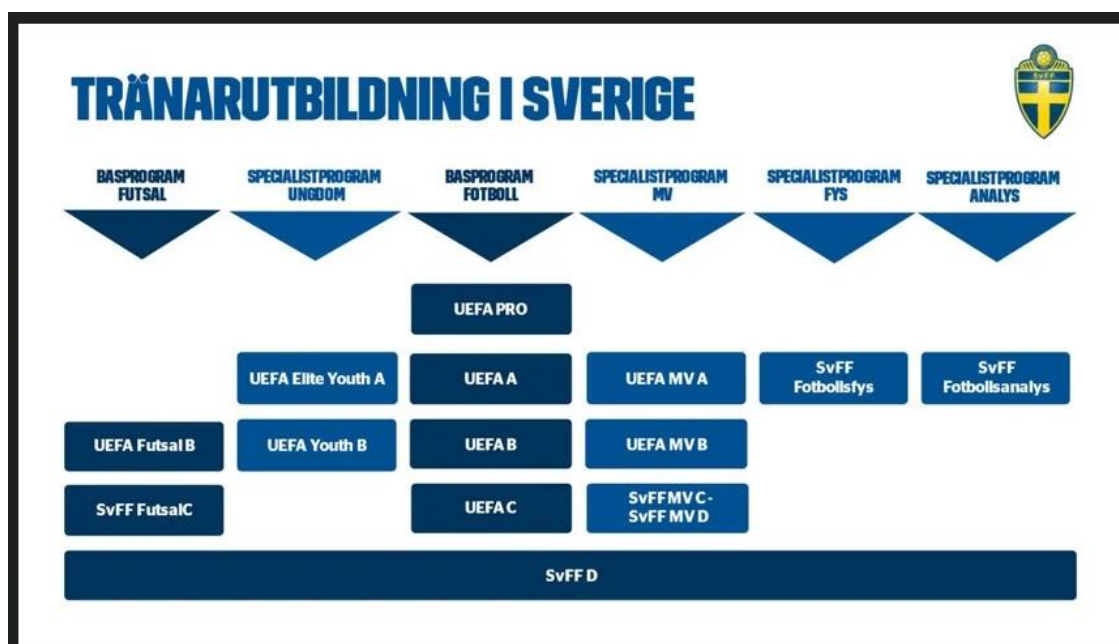 TRÄNARUTBILDNING I SVERIGE
SvFF
BASPROGRAM
FUTSAL
SPECIALISTPROGRAM
UNGDOM
BASPROGRAM
FOTBOLL
SPECIALISTPROGRAM
MV
SPECIALISTPROGRAM
FYS
SPECIALISTPROGRAM
ANALYS
UEFA PRO
UEFA Elite Youth A
UEFA A
UEFA MV A
SvFF
Fotbollsfys
SvFF
Fotbollsanalys
UEFA Futsal B
UEFA Youth B
UEFA B
UEFA MV B
SvFF FutsalC
UEFA C
SvFF MV C-
SvFF MV D
SvFF D